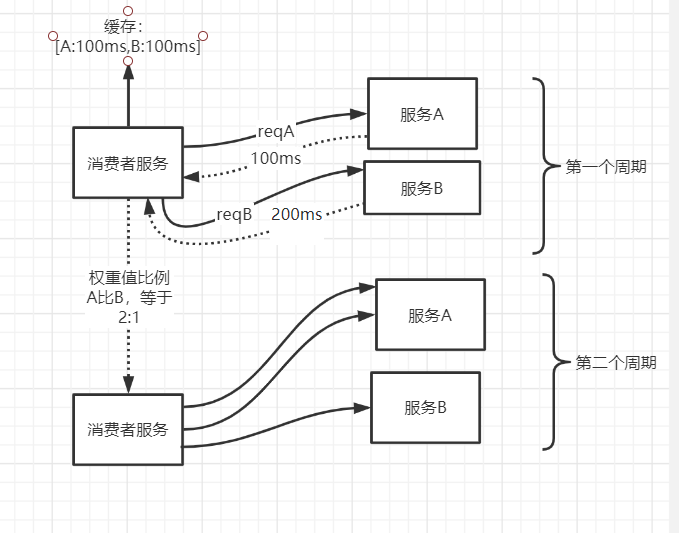 缓存：
[A:100ms,B:100ms]
消费者服务
reqA
100ms
服务A
reqB
200ms
服务B
第一个周期
权重值比例
A比B，等于
2:1
消费者服务
服务A
服务B
第二个周期